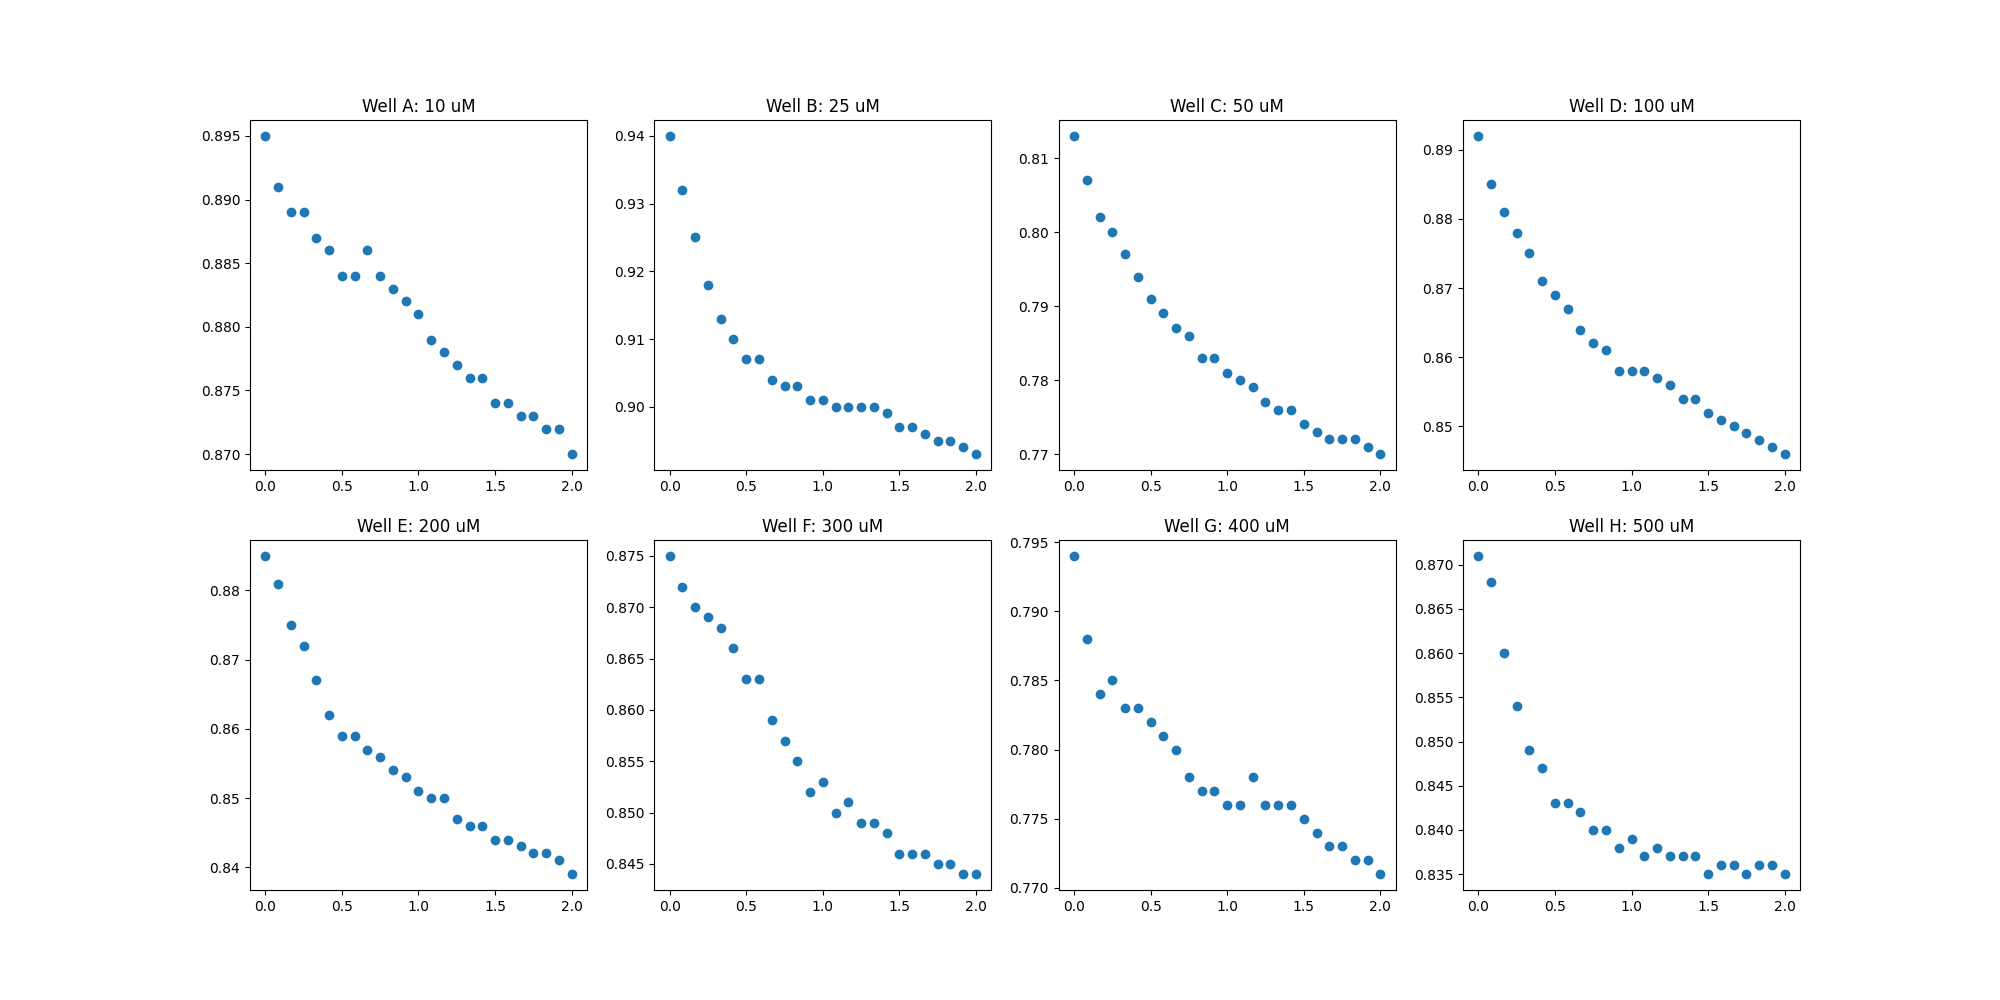 Well A: 10 uM
Well B: 25 uM
Well C: 50 uM
Well D: 100 uM
0.895
0.890
0.885
0.880
0.875
0.870
0.0 0.5 1.0 1.5 2.0
0.94
0.93
0.92
0.91
0.90
0.0 0.5 1.0 1.5 2.0
0.81
0.80
0.79
0.78
0.77
0.0 0.5 1.0 1.5 2.0
0.89
0.88
0.87
0.86
0.85
0.0 0.5 1.0 1.5 2.0
Well E: 200 uM
Well F: 300 uM
Well G: 400 uM
Well H: 500 uM
0.88
0.87
0.86
0.85
0.84
0.0 0.5 1.0 1.5 2.0
0.875
0.870
0.865
0.860
0.855
0.850
0.845
0.0 0.5 1.0 1.5 2.0
0.795
0.790
0.785
0.780
0.775
0.770
0.0 0.5 1.0 1.5 2.0
0.870
0.865
0.860
0.855
0.850
0.845
0.840
0.835
0.0 0.5 1.0 1.5 2.0